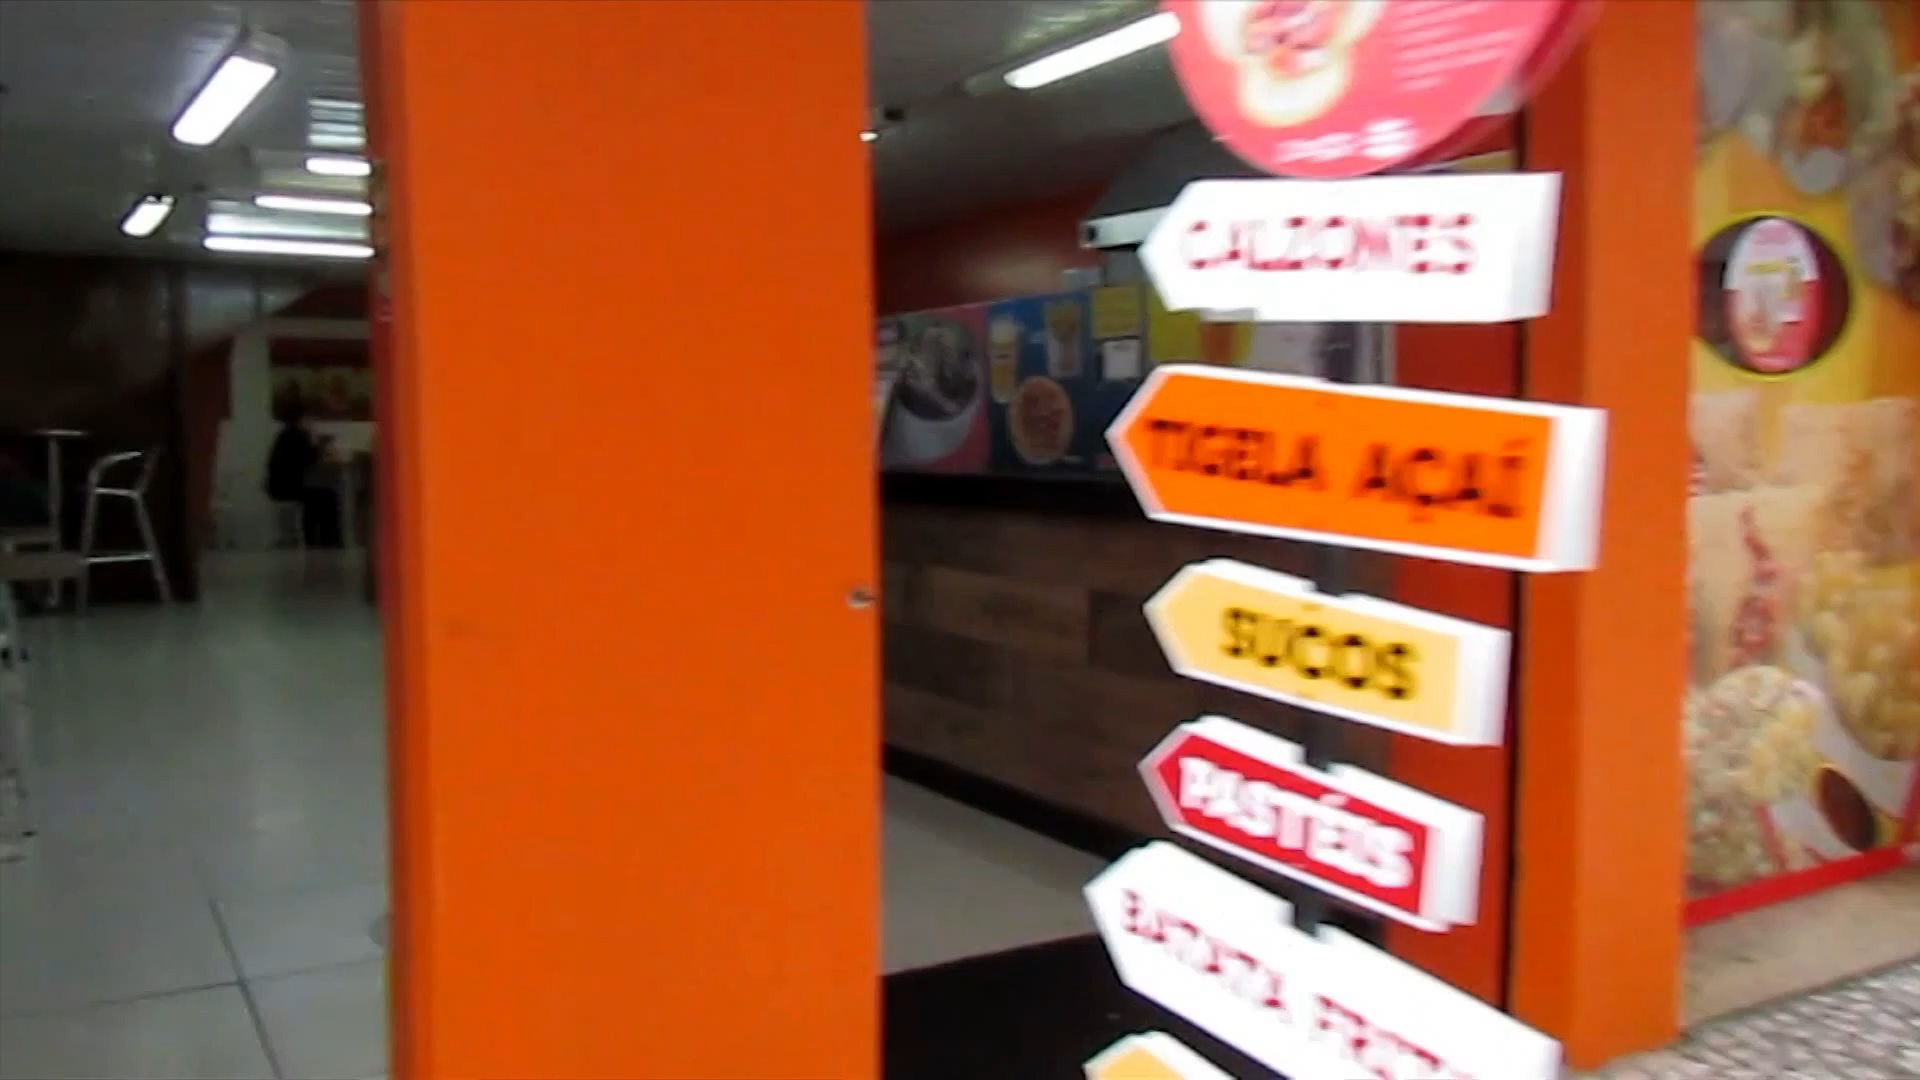 CALZONES
TIGELA AÇAÍ
SUCOS
PASTÉIS
BATATA FRITA